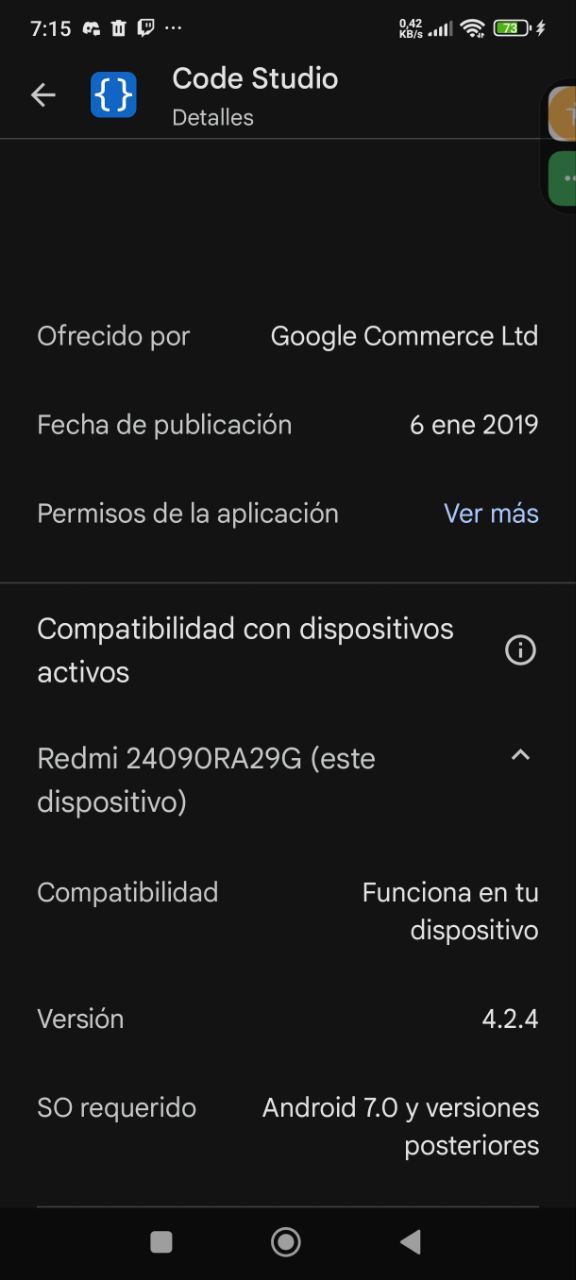 7:15
0,42
KB/s
73
Code Studio
Detalles
Ofrecido por
Google Commerce Ltd
Fecha de publicación
6 ene 2019
Permisos de la aplicación
Ver más
Compatibilidad con dispositivos
activos
Redmi 24090RA29G (este
dispositivo)
Compatibilidad
Funciona en tu
dispositivo
Versión
4.2.4
SO requerido
Android 7.0 y versiones
posteriores